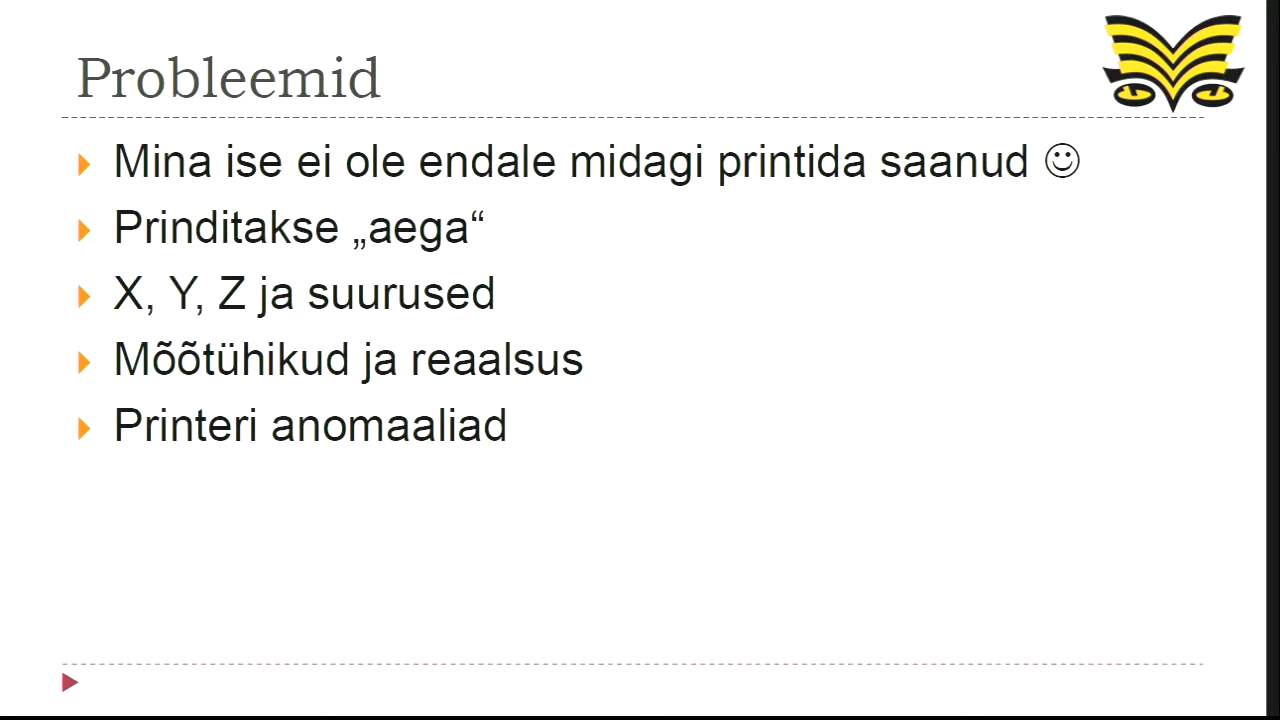 Probleemid
Mina ise ei ole endale midagi printida saanud ☺
Prinditakse „aega“
X, Y, Z ja suurused
Mõõtühikud ja reaalsus
Printeri anomaaliad